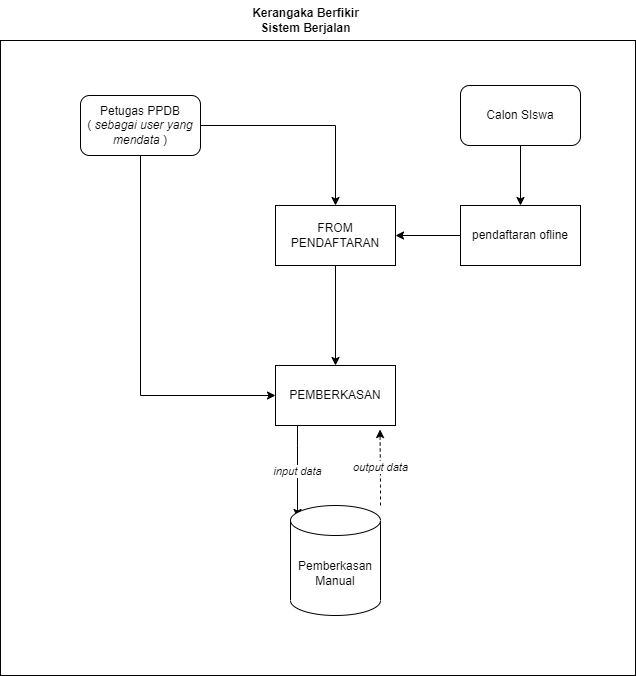 Kerangaka Berfikir
Sistem Berjalan
Petugas PPDB
( sebagai user yang
mendata )
Calon SIswa
FROM
PENDAFTARAN
pendaftaran ofline
PEMBERKASAN
input data
output data
Pemberkasan
Manual